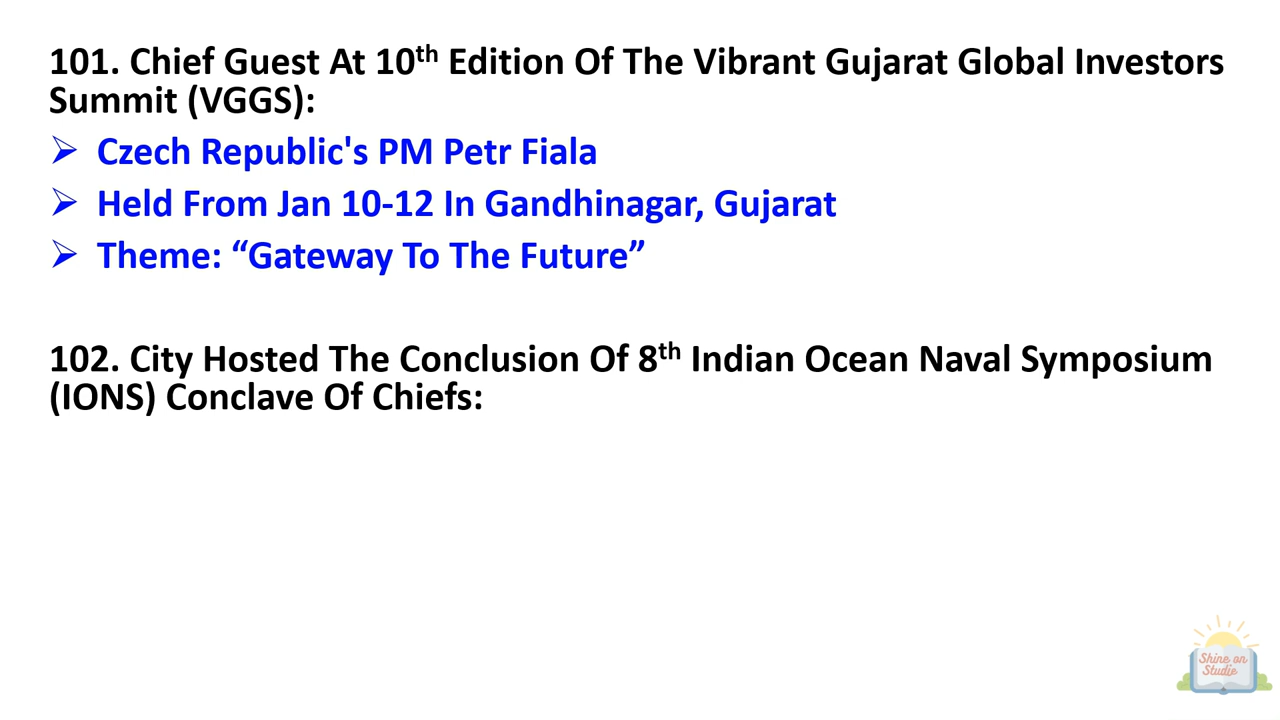 101. Chief Guest At 10th Edition Of The Vibrant Gujarat Global Investors
Summit (VGGS):
➢ Czech Republic's PM Petr Fiala
➢ Held From Jan 10-12 In Gandhinagar, Gujarat
➢ Theme: “Gateway To The Future”
102. City Hosted The Conclusion Of 8th Indian Ocean Naval Symposium
(IONS) Conclave Of Chiefs:
Shine on
Studie